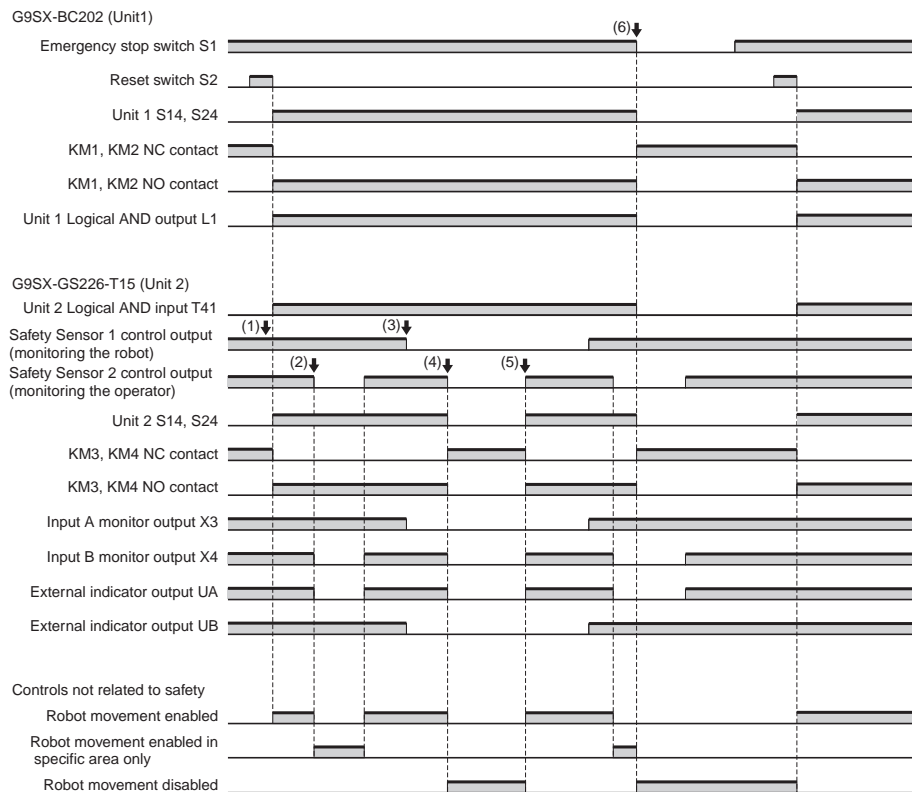 G9SX-BC202 (Unit1)
(6)
Emergency stop switch S1
Reset switch S2
Unit 1 S14, S24
KM1, KM2 NC contact
KM1, KM2 NO contact
Unit 1 Logical AND output L1
G9SX-GS226-T15 (Unit 2)
Unit 2 Logical AND input T41
(1)
(3)
Safety Sensor 1 control output
(monitoring the robot)
(2)
(4)
(5)
Safety Sensor 2 control output
(monitoring the operator)
Unit 2 S14, S24
KM3, KM4 NC contact
KM3, KM4 NO contact
Input A monitor output X3
Input B monitor output X4
External indicator output UA
External indicator output UB
Controls not related to safety
Robot movement enabled
Robot movement enabled in
specific area only
Robot movement disabled